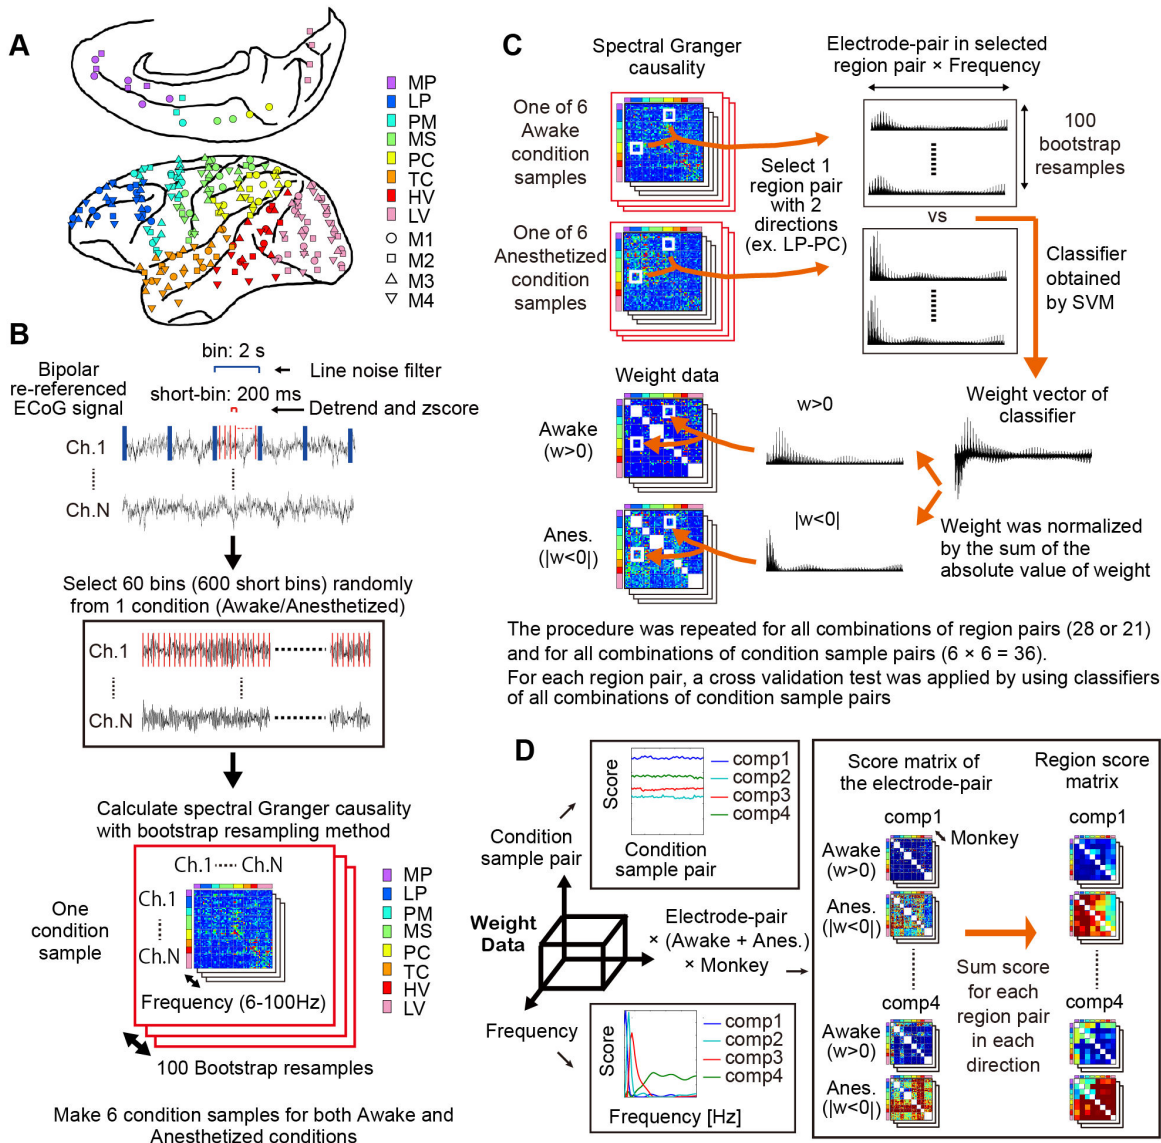 A
MP
LP
PM
MS
PC
TC
HV
LV
M1
M2
M3
M4
B
bin: 2 s
Line noise filter
Bipolar
re-referenced
ECoG signal
short-bin: 200 ms
Detrend and zscore
Ch.1
Ch.N
Select 60 bins (600 short bins) randomly
from 1 condition (Awake/Anesthetized)
Ch.1
Ch.N
Calculate spectral Granger causality
with bootstrap resampling method
Ch.1 Ch.N
Ch.1
Ch.N
One
condition
sample
Frequency (6-100Hz)
MP
LP
PM
MS
PC
TC
HV
LV
100 Bootstrap resamples
Make 6 condition samples for both Awake and
Anesthetized conditions
C
Spectral Granger
causality
Electrode-pair in selected
region pair × Frequency
One of 6
Awake
condition
samples
100
bootstrap
resamples
Select 1
region pair
with 2
directions
(ex. LP-PC)
vs
One of 6
Anesthetized
condition
samples
Classifier
obtained
by SVM
Weight data
w>0
Weight vector of
classifier
Awake
(w>0)
Anes.
(|w<0|)
|w<0|
Weight was normalized
by the sum of the
absolute value of weight
The procedure was repeated for all combinations of region pairs (28 or 21)
and for all combinations of condition sample pairs (6 × 6 = 36).
For each region pair, a cross validation test was applied by using classifiers
of all combinations of condition sample pairs
D
Score
comp1
comp2
comp3
comp4
Condition
sample pair
Condition
sample pair
Weight
Data
Electrode-pair
× (Awake + Anes.)
× Monkey
Frequency
Score
comp1
comp2
comp3
comp4
Frequency [Hz]
Score matrix of
the electrode-pair
Region score
matrix
comp1
Monkey
comp1
Awake
(w>0)
Anes.
(|w<0|)
Sum score
for each
region pair
in each
direction
comp4
comp4
Awake
(w>0)
Anes.
(|w<0|)